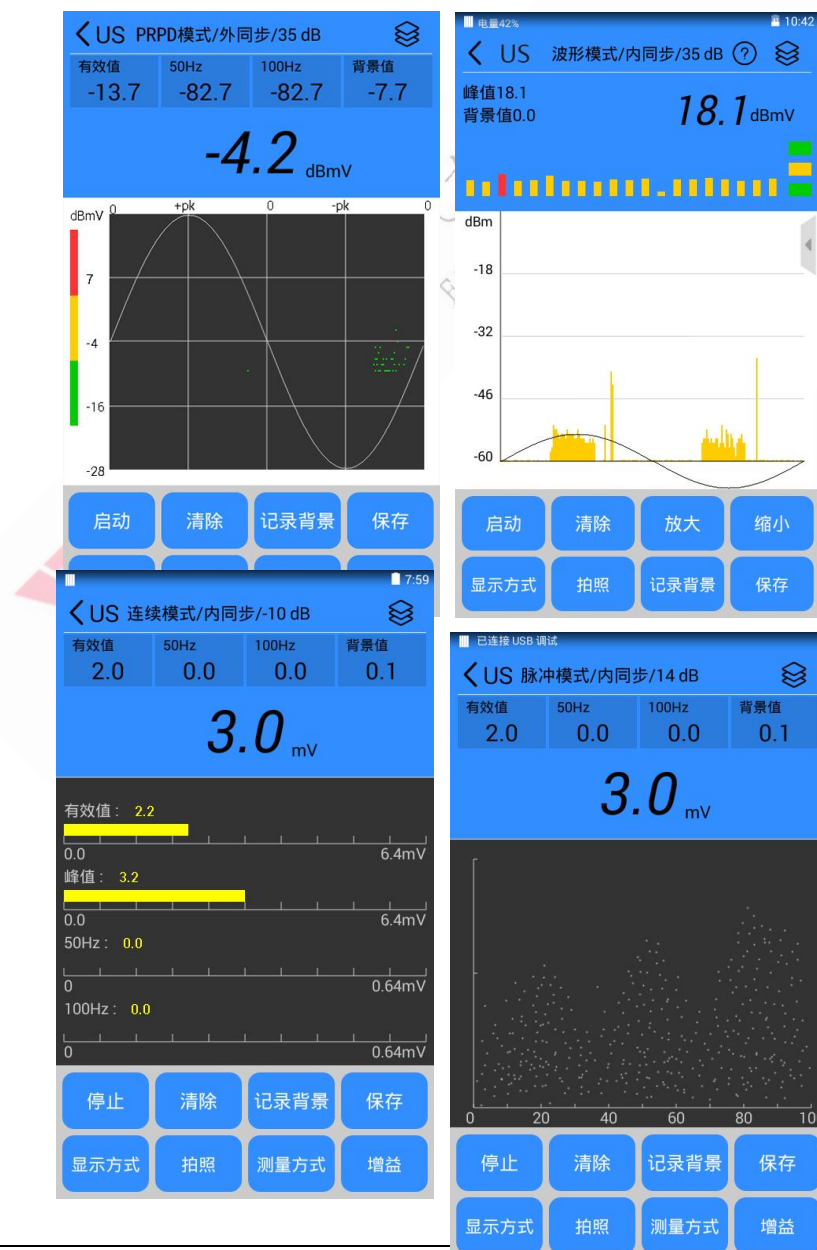 US PRPD模式/外同步/35 dB
有效值 50Hz 100Hz 背景值
-13.7 -82.7 -82.7 -7.7
-4.2 dBmV
dBmV 0 +pk 0 -pk 0
7
-4
-16
-28
启动 清除 记录背景 保存
电量42% 10:42
US 波形模式/内同步/35 dB ?
峰值18.1
背景值0.0
18.1 dBmV
dBm
-18
-32
-46
-60
启动 清除 放大 缩小
显示方式 拍照 记录背景 保存
7:59
US 连续模式/内同步/-10 dB
有效值 50Hz 100Hz 背景值
2.0 0.0 0.0 0.1
3.0 mV
有效值： 2.2
0.0 6.4mV
峰值： 3.2
0.0 6.4mV
50Hz： 0.0
0 0.64mV
100Hz： 0.0
0 0.64mV
停止 清除 记录背景 保存
显示方式 拍照 测量方式 增益
已连接 USB 调试
US 脉冲模式/内同步/14 dB
有效值 50Hz 100Hz 背景值
2.0 0.0 0.0 0.1
3.0 mV
0 20 40 60 80 10
停止 清除 记录背景 保存
显示方式 拍照 测量方式 增益